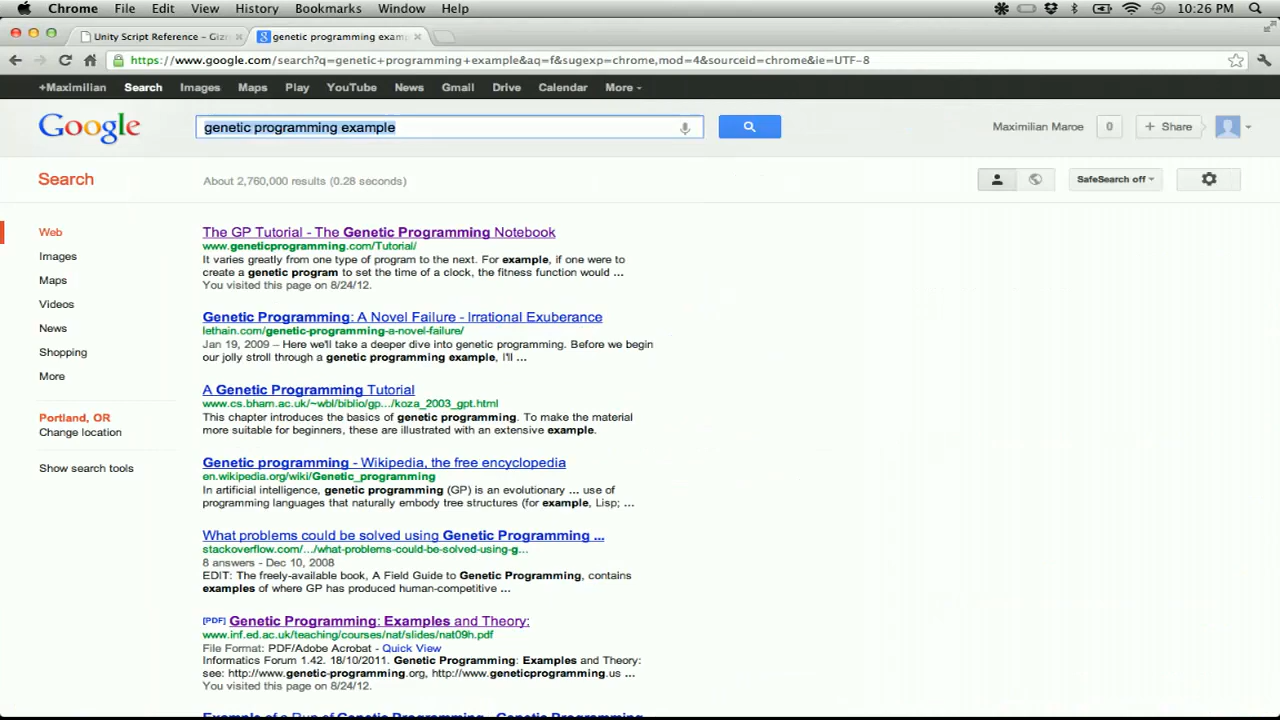 Chrome File Edit View History Bookmarks Window Help 10:26 PM
Unity Script Reference – Giz genetic programming exam
https://www.google.com/search?q=genetic+programming+example&aq=f&sugexp=chrome,mod=4&sourceid=chrome&ie=UTF-8
+Maximilian Search Images Maps Play YouTube News Gmail Drive Calendar More
Google genetic programming example Maximilian Maroe 0 + Share
Search About 2,760,000 results (0.28 seconds) SafeSearch off
Web
Images
Maps
Videos
News
Shopping
More
Portland, OR
Change location
Show search tools
The GP Tutorial - The Genetic Programming Notebook
www.geneticprogramming.com/Tutorial/
It varies greatly from one type of program to the next. For example, if one were to
create a genetic program to set the time of a clock, the fitness function would ...
You visited this page on 8/24/12.
Genetic Programming: A Novel Failure - Irrational Exuberance
lethain.com/genetic-programming-a-novel-failure/
Jan 19, 2009 – Here we'll take a deeper dive into genetic programming. Before we begin
our jolly stroll through a genetic programming example, I'll ...
A Genetic Programming Tutorial
www.cs.bham.ac.uk/~wbl/biblio/gp.../koza_2003_gpt.html
This chapter introduces the basics of genetic programming. To make the material
more suitable for beginners, these are illustrated with an extensive example.
Genetic programming - Wikipedia, the free encyclopedia
en.wikipedia.org/wiki/Genetic_programming
In artificial intelligence, genetic programming (GP) is an evolutionary ... use of
programming languages that naturally embody tree structures (for example, Lisp; ...
What problems could be solved using Genetic Programming ...
stackoverflow.com/.../what-problems-could-be-solved-using-g...
8 answers - Dec 10, 2008
EDIT: The freely-available book, A Field Guide to Genetic Programming, contains
examples of where GP has produced human-competitive ...
[PDF] Genetic Programming: Examples and Theory:
www.inf.ed.ac.uk/teaching/courses/nat/slides/nat09h.pdf
File Format: PDF/Adobe Acrobat - Quick View
Informatics Forum 1.42. 18/10/2011. Genetic Programming: Examples and Theory:
see: http://www.genetic-programming.org, http://www.geneticprogramming.us ...
You visited this page on 8/24/12.
Example of a Run of Genetic Programming - Genetic Programming